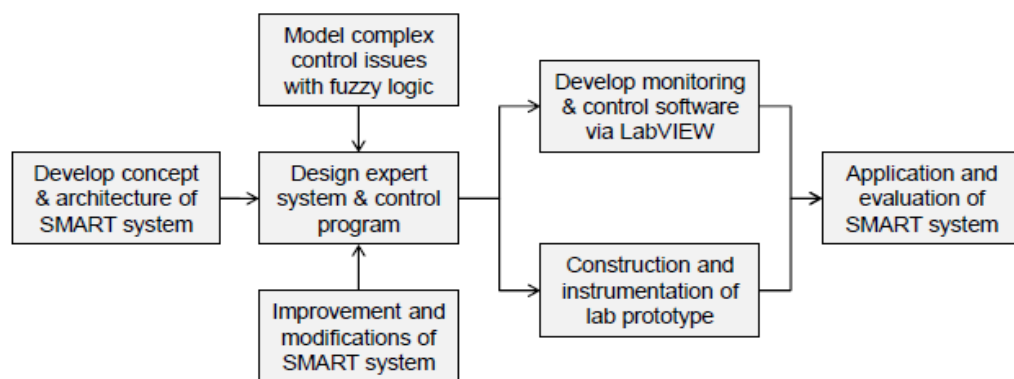 Model complex
control issues
with fuzzy logic
Develop concept
& architecture of
SMART system
Design expert
system & control
program
Improvement and
modifications of
SMART system
Develop monitoring
& control software
via LabVIEW
Construction and
instrumentation of
lab prototype
Application and
evaluation of
SMART system